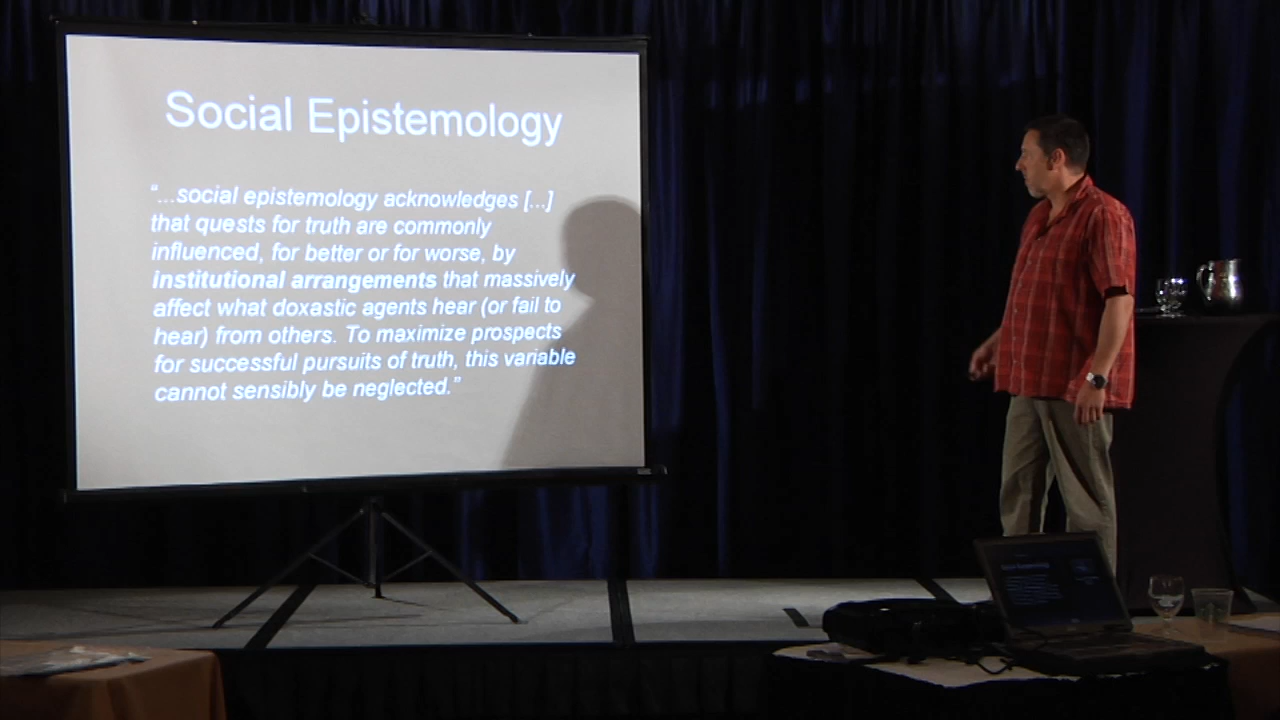 Social Epistemology
“...social epistemology acknowledges [...]
that quests for truth are commonly
influenced, for better or for worse, by
institutional arrangements that massively
affect what doxastic agents hear (or fail to
hear) from others. To maximize prospects
for successful pursuits of truth, this variable
cannot sensibly be neglected.”